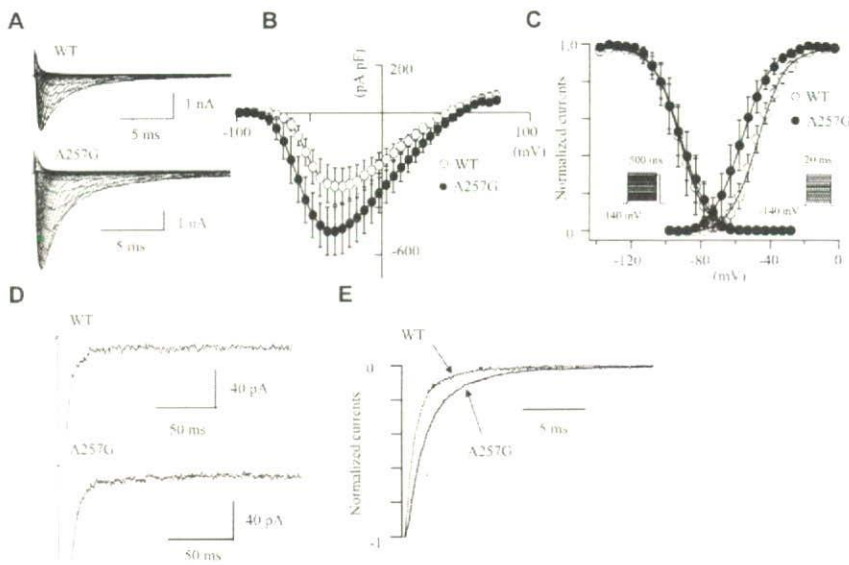 A
WT
1 nA
5 ms
A257G
1 nA
5 ms
B
200
(pA pF)
-100
100
(mV)
WT
A257G
-600
C
1.0
Normalized currents
0
WT
A257G
500 ms
-140 mV
20 ms
-140 mV
-120
-80
-40
0
(mV)
D
WT
40 pA
50 ms
A257G
40 pA
50 ms
E
WT
0
Normalized currents
A257G
5 ms
-1